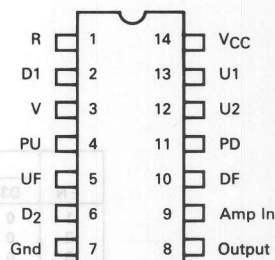 R 1 14 VCC
D1 2 13 U1
V 3 12 U2
PU 4 11 PD
UF 5 10 DF
D2 6 9 Amp In
Gnd 7 8 Output